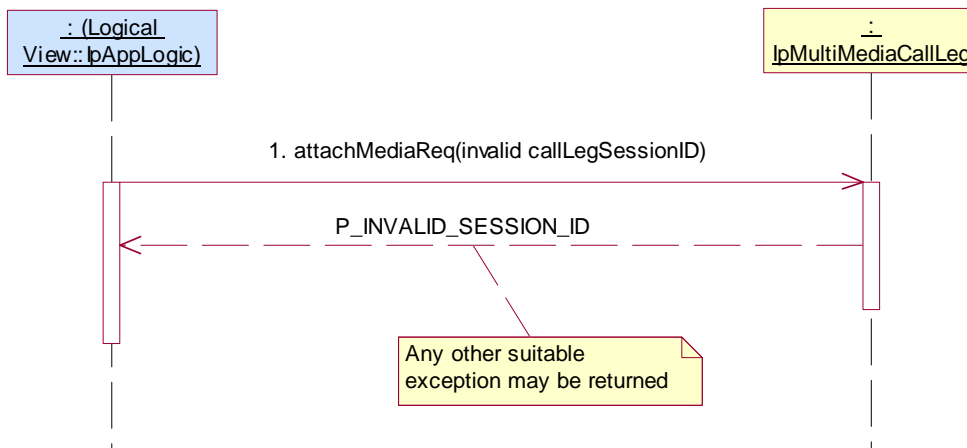 : (Logical
View::IpAppLogic)
:
IpMultiMediaCallLeg
1. attachMediaReq(invalid callLegSessionID)
P_INVALID_SESSION_ID
Any other suitable
exception may be returned